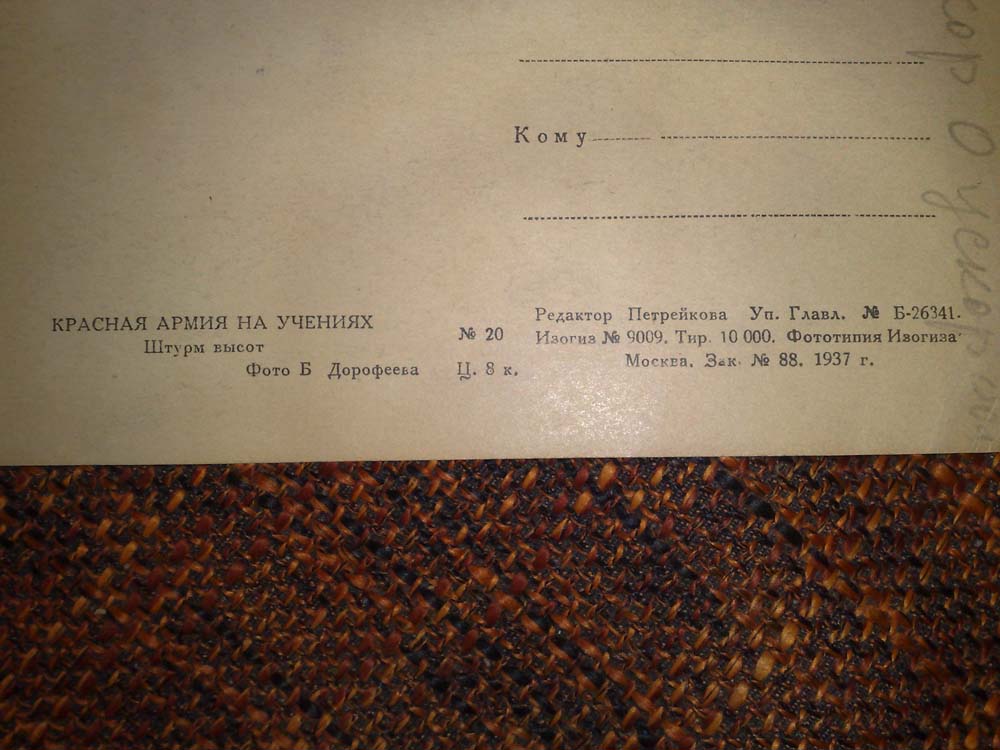 Кому
КРАСНАЯ АРМИЯ НА УЧЕНИЯХ
Штурм высот
Фото Б Дорофеева
№ 20
Ц. 8 к.
Редактор Петрейкова Уп. Главл. № Б-26341.
Изогиз № 9009. Тир. 10 000. Фототипия Изогиза
Москва. Зак. № 88. 1937 г.